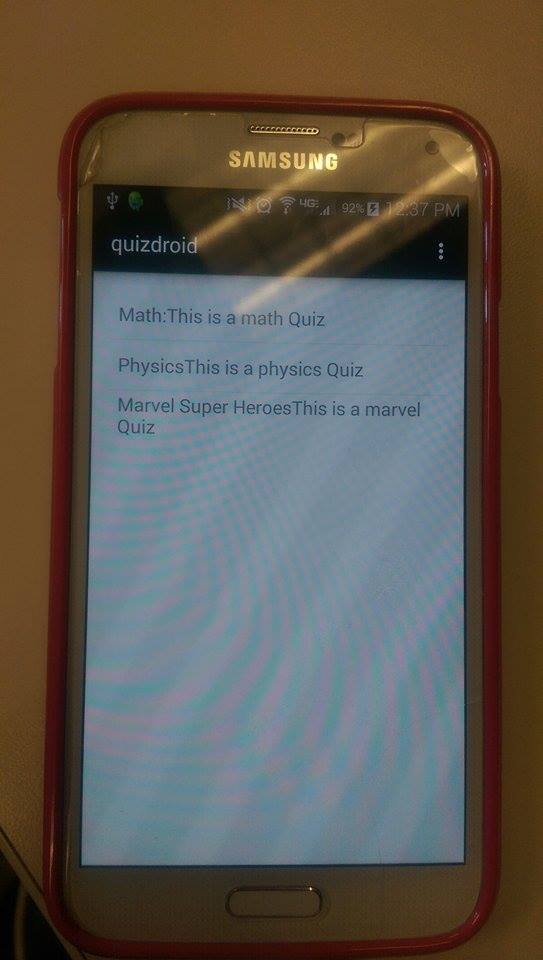 SAMSUNG
4G 92% 12:37 PM
quizdroid
Math:This is a math Quiz
PhysicsThis is a physics Quiz
Marvel Super HeroesThis is a marvel
Quiz